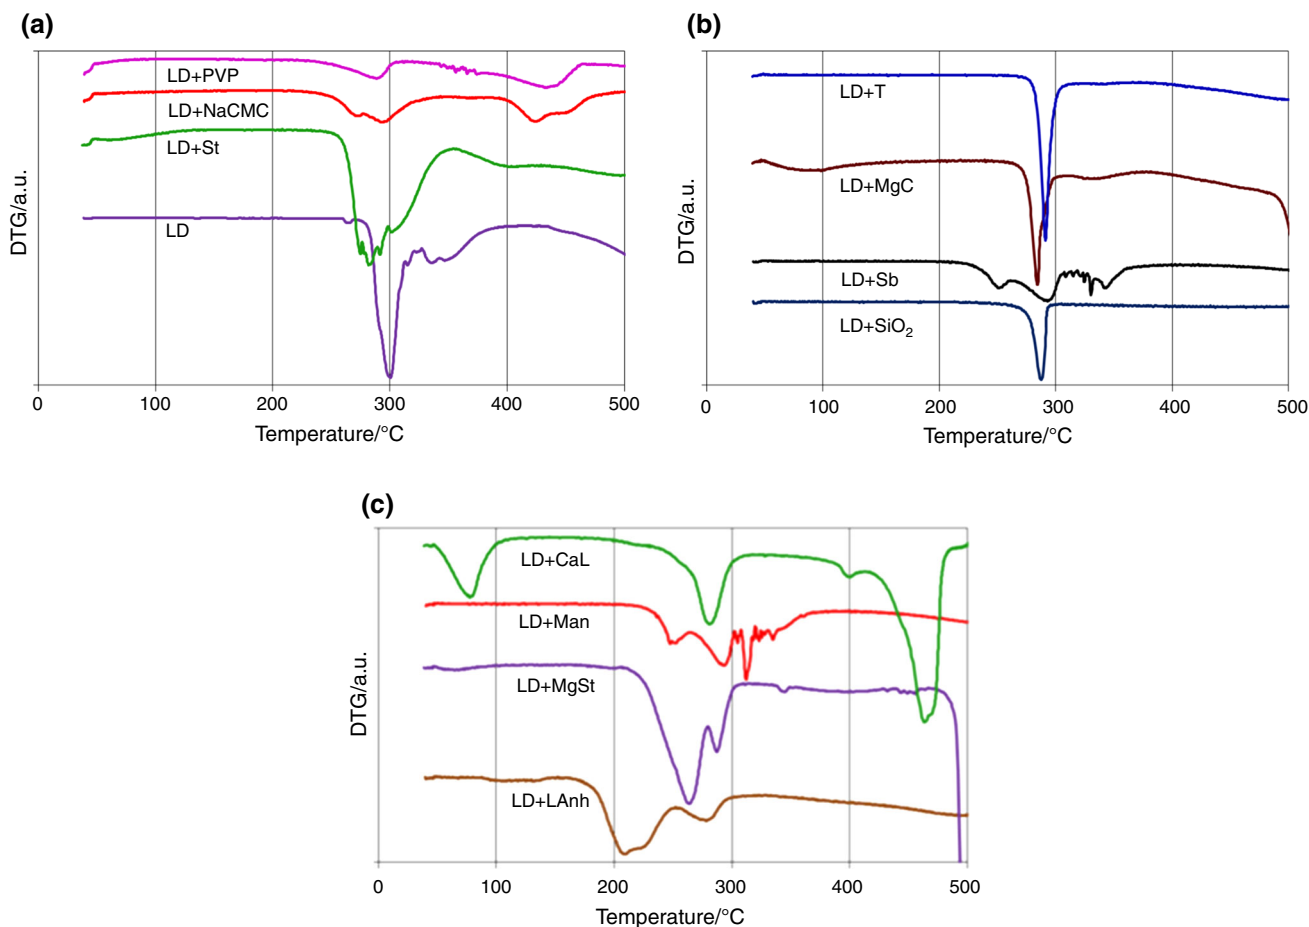 (a)
LD+PVP
LD+NaCMC
LD+St
LD
DTG/a.u.
0 100 200 300 400 500
Temperature/°C
(b)
LD+T
LD+MgC
LD+Sb
LD+SiO₂
DTG/a.u.
0 100 200 300 400 500
Temperature/°C
(c)
LD+CaL
LD+Man
LD+MgSt
LD+LAnh
DTG/a.u.
0 100 200 300 400 500
Temperature/°C